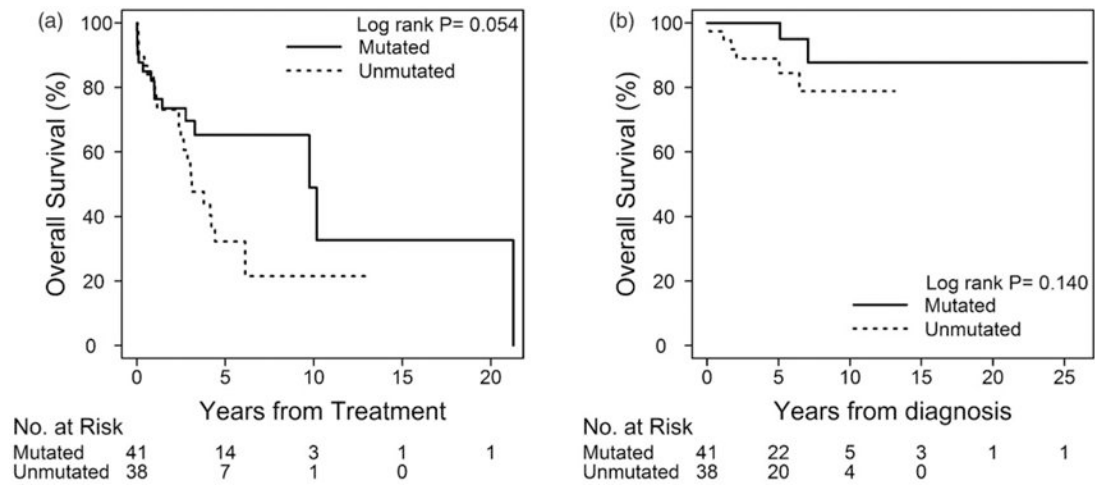 (a)
Log rank P= 0.054
Mutated
Unmutated
Overall Survival (%)
100
80
60
40
20
0
0 5 10 15 20
Years from Treatment
No. at Risk
Mutated 41 14 3 1 1
Unmutated 38 7 1 0
(b)
Overall Survival (%)
100
80
60
40
20
0
Log rank P= 0.140
Mutated
Unmutated
0 5 10 15 20 25
Years from diagnosis
No. at Risk
Mutated 41 22 5 3 1 1
Unmutated 38 20 4 0